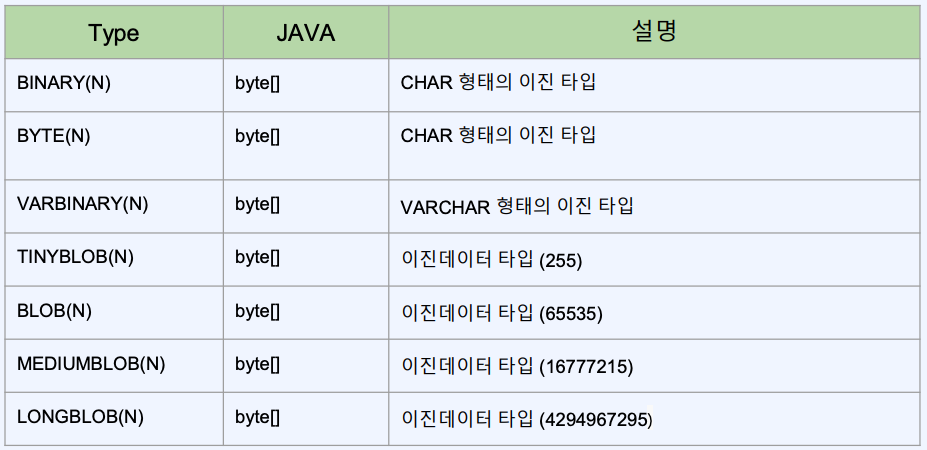 Type JAVA 설명
BINARY(N) byte[] CHAR 형태의 이진 타입
BYTE(N) byte[] CHAR 형태의 이진 타입
VARBINARY(N) byte[] VARCHAR 형태의 이진 타입
TINYBLOB(N) byte[] 이진데이터 타입 (255)
BLOB(N) byte[] 이진데이터 타입 (65535)
MEDIUMBLOB(N) byte[] 이진데이터 타입 (16777215)
LONGBLOB(N) byte[] 이진데이터 타입 (4294967295)